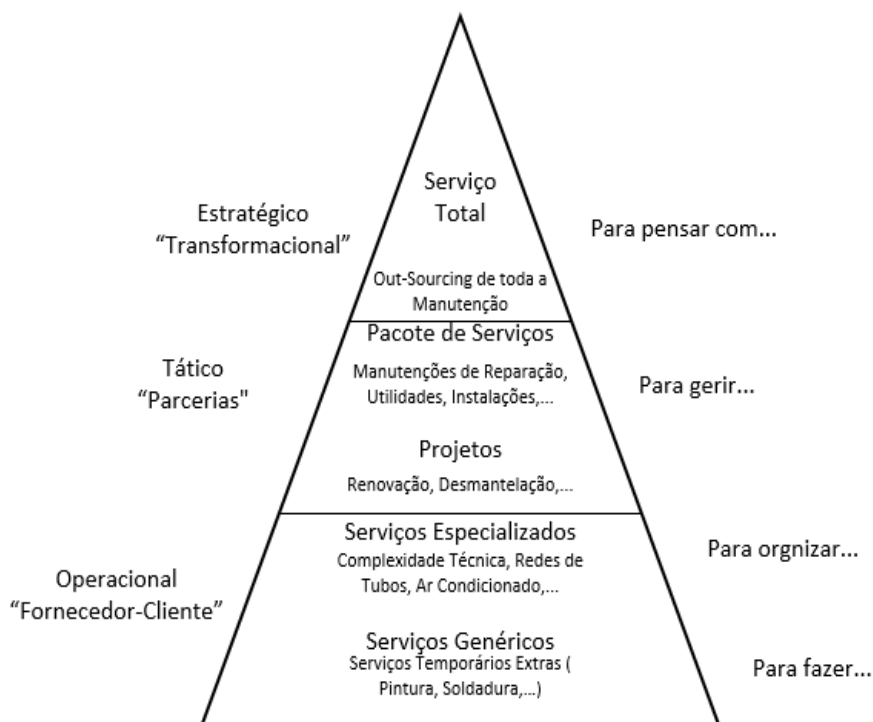 Serviço
Total
Estratégico
“Transformacional”
Para pensar com...
Out-Sourcing de toda a
Manutenção
Pacote de Serviços
Tático
“Parcerias"
Manutenções de Reparação,
Utilidades, Instalações,...
Para gerir...
Projetos
Renovação, Desmantelação,...
Serviços Especializados
Complexidade Técnica, Redes de
Tubos, Ar Condicionado,...
Para orgnizar...
Operacional
“Fornecedor-Cliente”
Serviços Genéricos
Serviços Temporários Extras (
Pintura, Soldadura,...)
Para fazer...